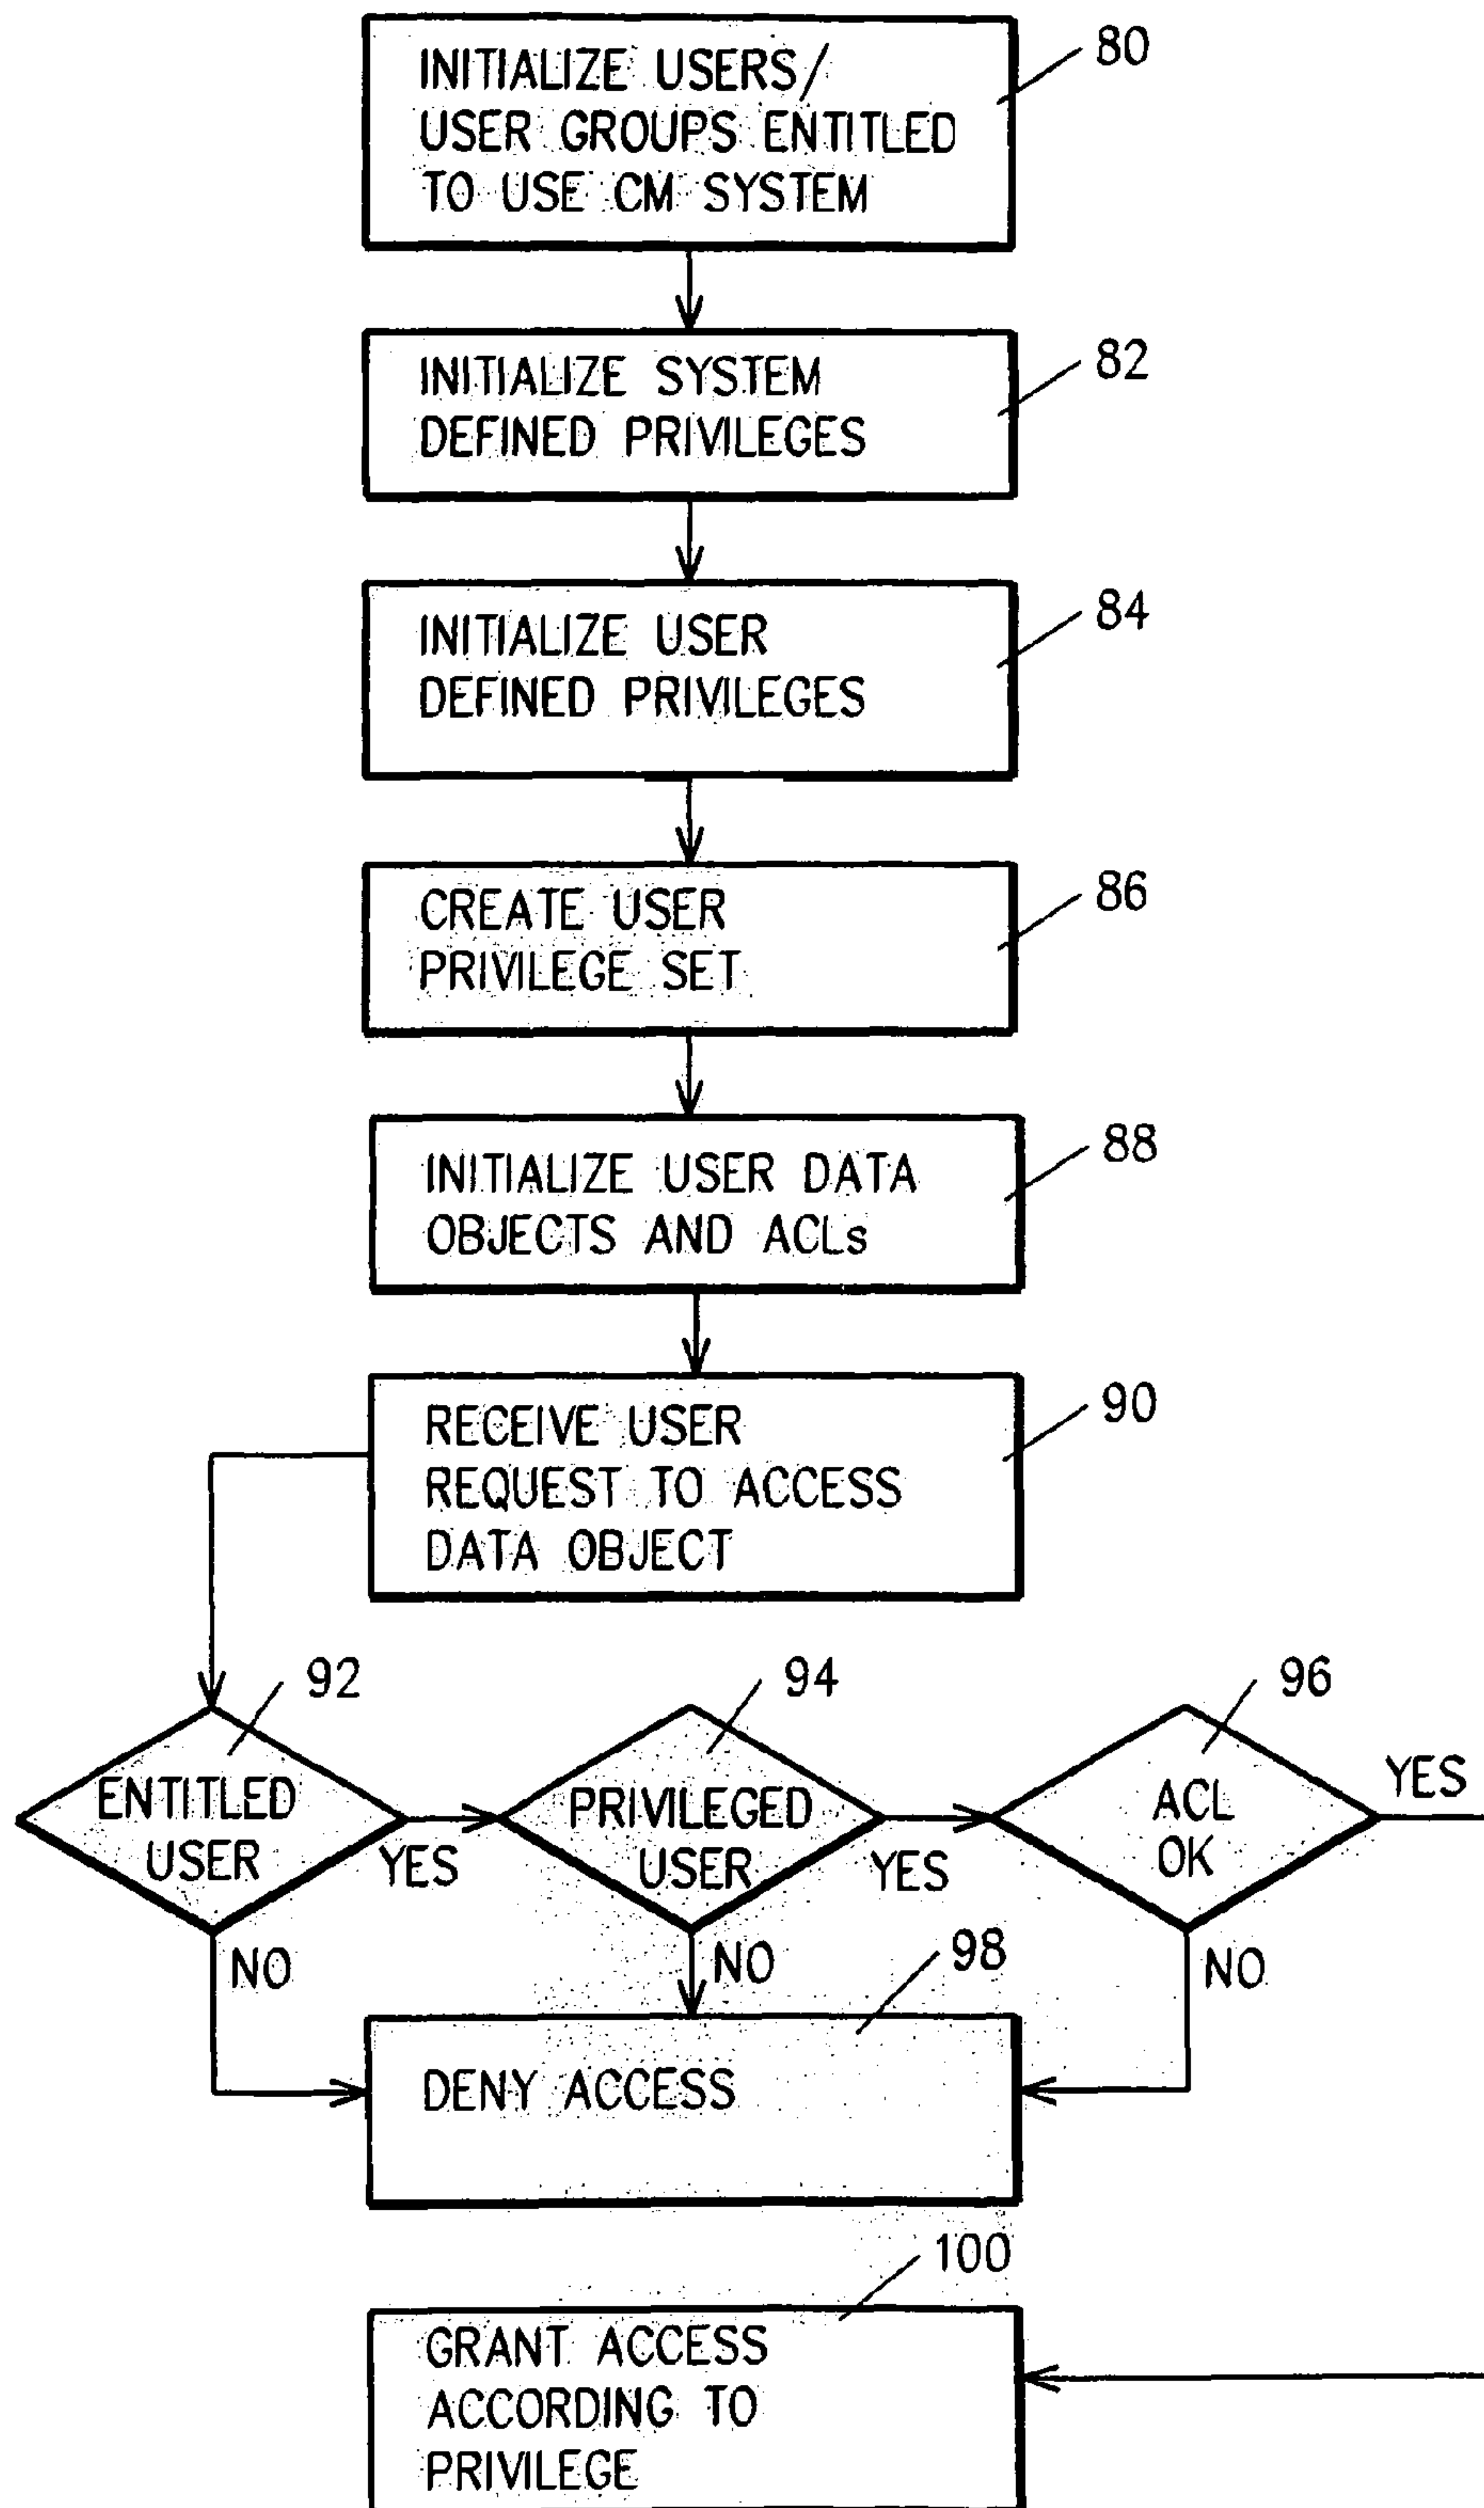 INITIALIZE USERS/
USER GROUPS ENTITLED
TO USE CM SYSTEM
80
INITIALIZE SYSTEM
DEFINED PRIVILEGES
82
INITIALIZE USER
DEFINED PRIVILEGES
84
CREATE USER
PRIVILEGE SET
86
INITIALIZE USER DATA
OBJECTS AND ACLs
88
RECEIVE USER
REQUEST TO ACCESS
DATA OBJECT
90
92
ENTITLED
USER
YES
NO
94
PRIVILEGED
USER
YES
NO
96
ACL
OK
YES
NO
98
DENY ACCESS
100
GRANT ACCESS
ACCORDING TO
PRIVILEGE